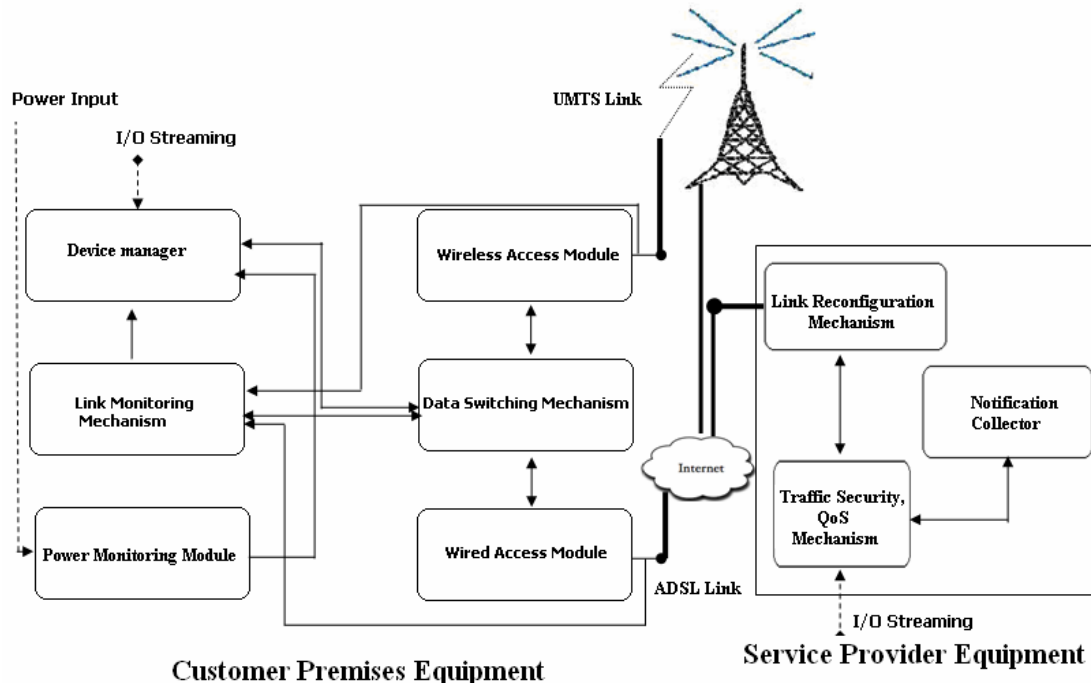 Power Input
I/O Streaming
UMTS Link
Device manager
Wireless Access Module
Link Reconfiguration
Mechanism
Link Monitoring
Mechanism
Data Switching Mechanism
Notification
Collector
Internet
Traffic Security,
QoS
Mechanism
Power Monitoring Module
Wired Access Module
ADSL Link
I/O Streaming
Customer Premises Equipment
Service Provider Equipment